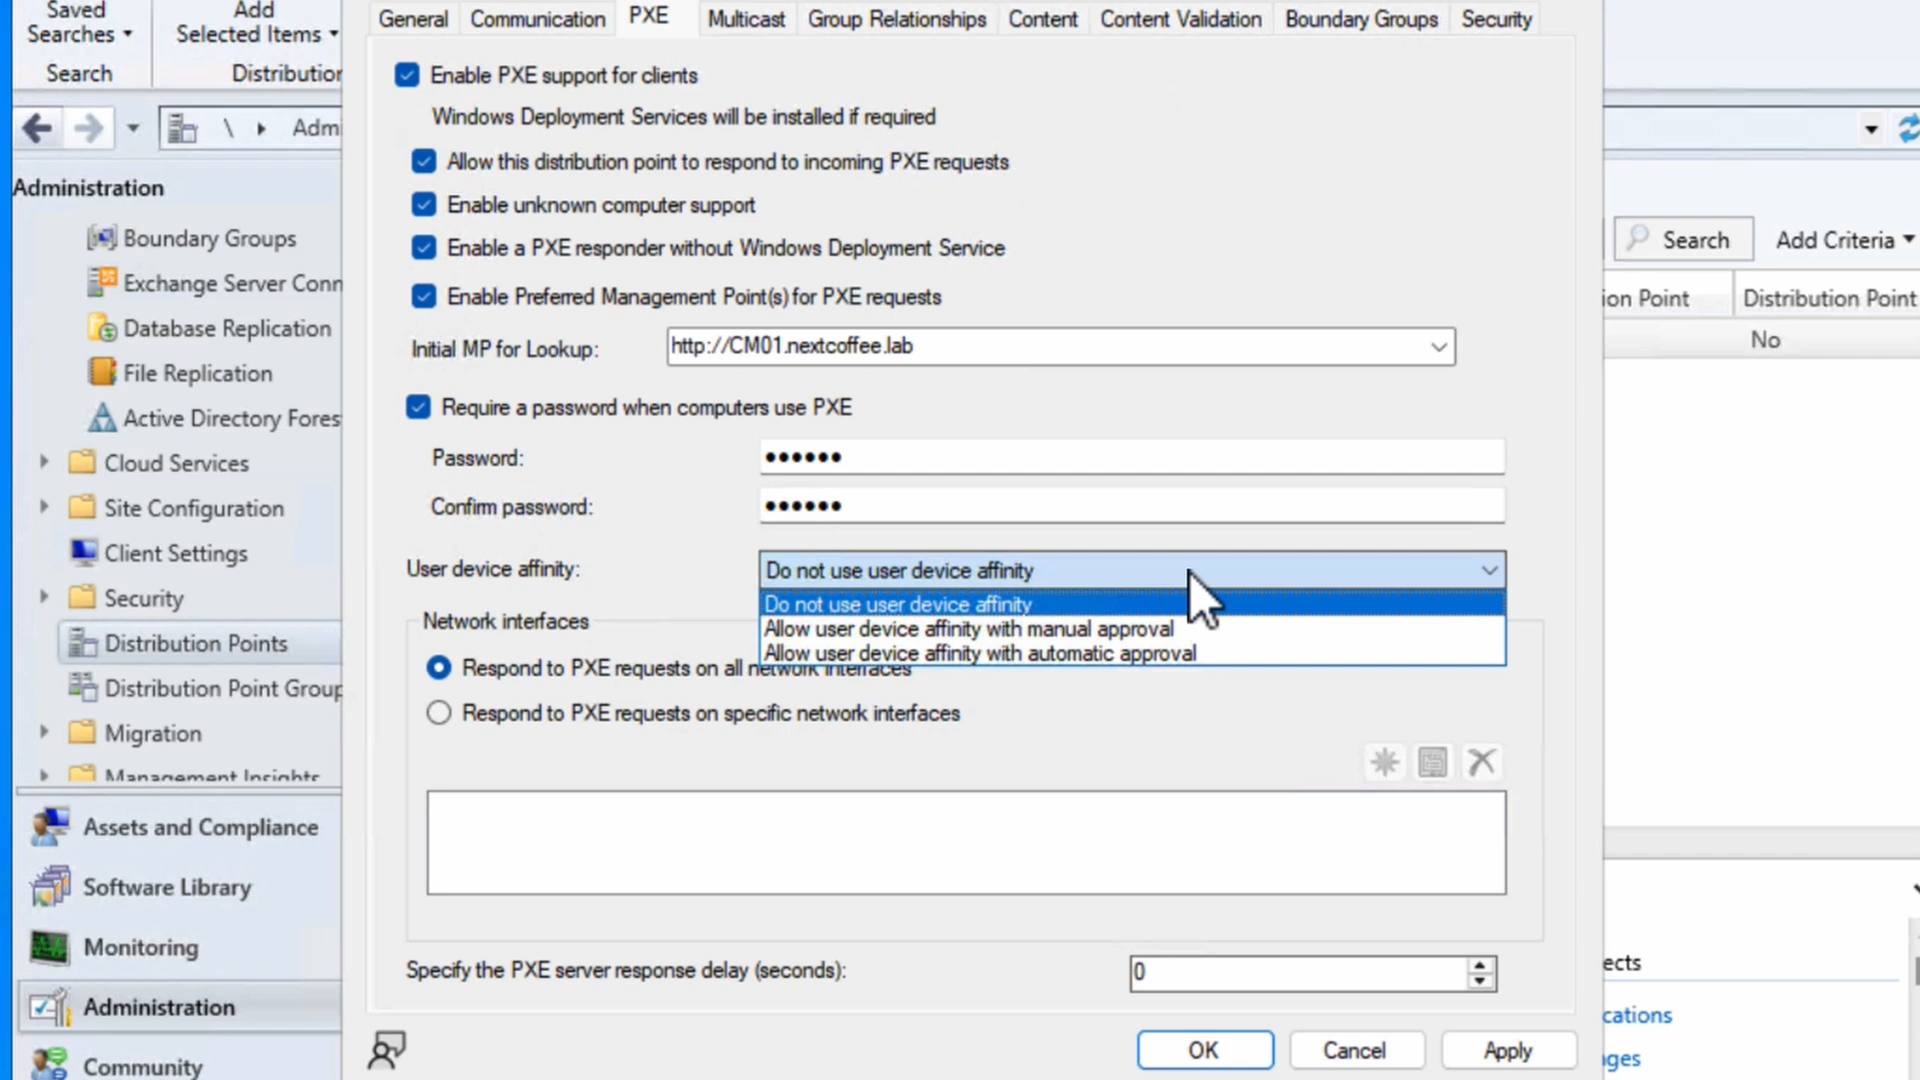 Saved
Searches
Search
Add
Selected Items
Distribution
General
Communication
PXE
Multicast
Group Relationships
Content
Content Validation
Boundary Groups
Security
\
Admi
Administration
Boundary Groups
Exchange Server Conn
Database Replication
File Replication
Active Directory Fores
Cloud Services
Site Configuration
Client Settings
Security
Distribution Points
Distribution Point Group
Migration
Management Insights
Assets and Compliance
Software Library
Monitoring
Administration
Community
Enable PXE support for clients
Windows Deployment Services will be installed if required
Allow this distribution point to respond to incoming PXE requests
Enable unknown computer support
Enable a PXE responder without Windows Deployment Service
Enable Preferred Management Point(s) for PXE requests
Initial MP for Lookup:
http://CM01.nextcoffee.lab
Require a password when computers use PXE
Password:
••••••
Confirm password:
••••••
User device affinity:
Do not use user device affinity
Do not use user device affinity
Allow user device affinity with manual approval
Allow user device affinity with automatic approval
Network interfaces
Respond to PXE requests on all network interfaces
Respond to PXE requests on specific network interfaces
Specify the PXE server response delay (seconds):
0
OK
Cancel
Apply
Search
Add Criteria
ion Point
Distribution Point
No
ects
cations
ges